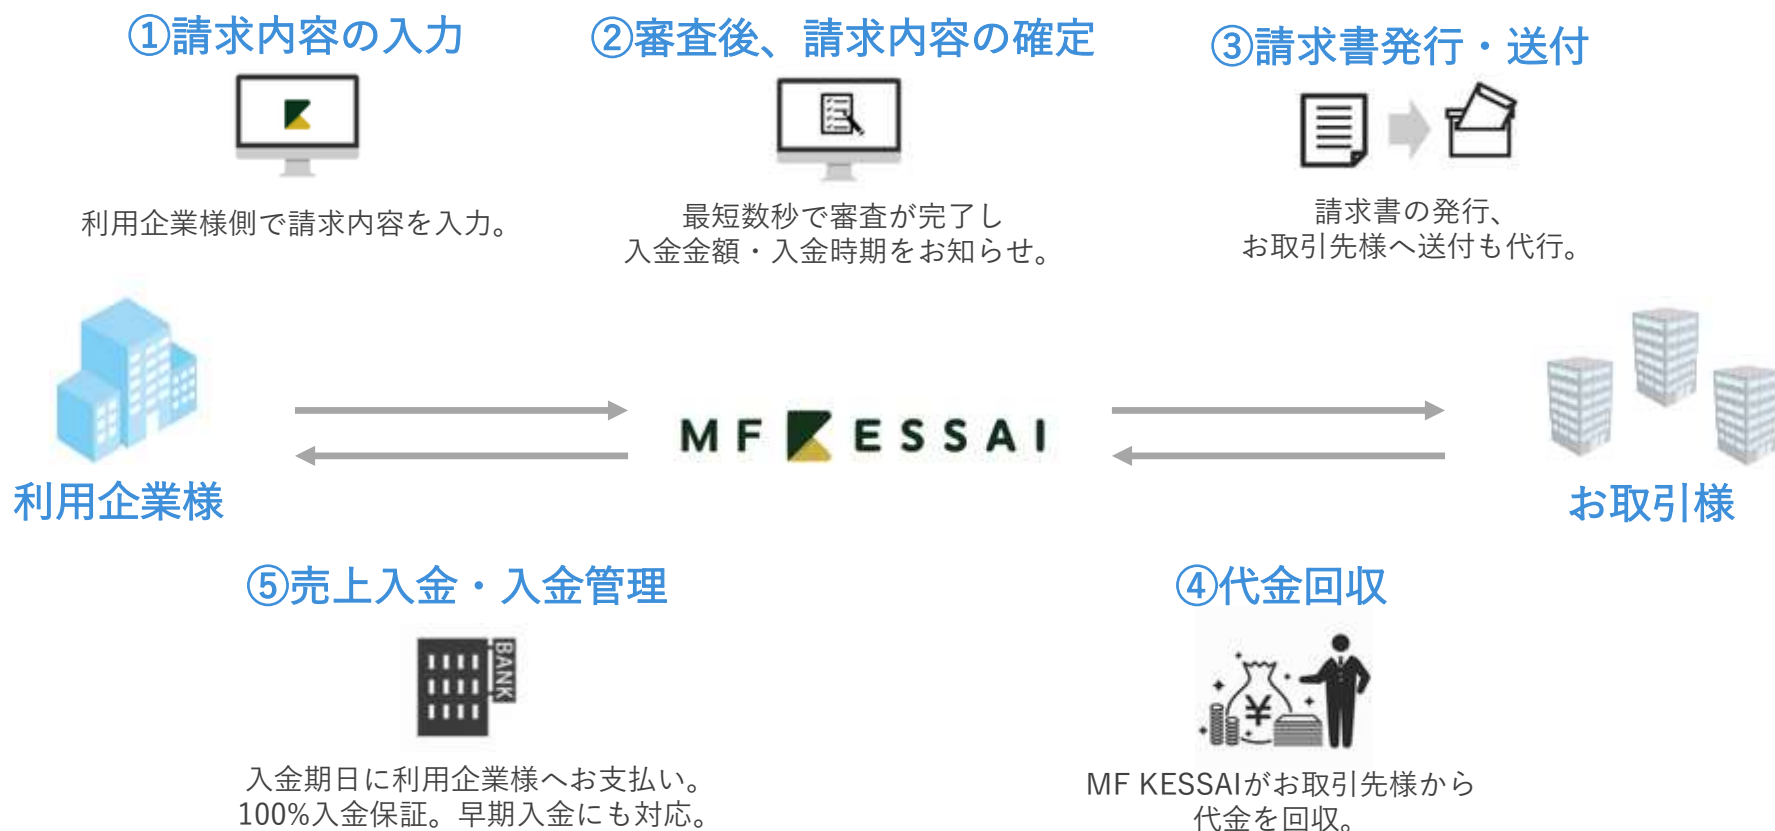 ①請求内容の入力
②審査後、請求内容の確定
③請求書発行・送付
利用企業様側で請求内容を入力。
最短数秒で審査が完了し
入金金額・入金時期をお知らせ。
請求書の発行、
お取引先様へ送付も代行。
MF KESSAI
利用企業様
お取引様
⑤売上入金・入金管理
④代金回収
BANK
¥
入金期日に利用企業様へお支払い。
100%入金保証。早期入金にも対応。
MF KESSAIがお取引先様から
代金を回収。